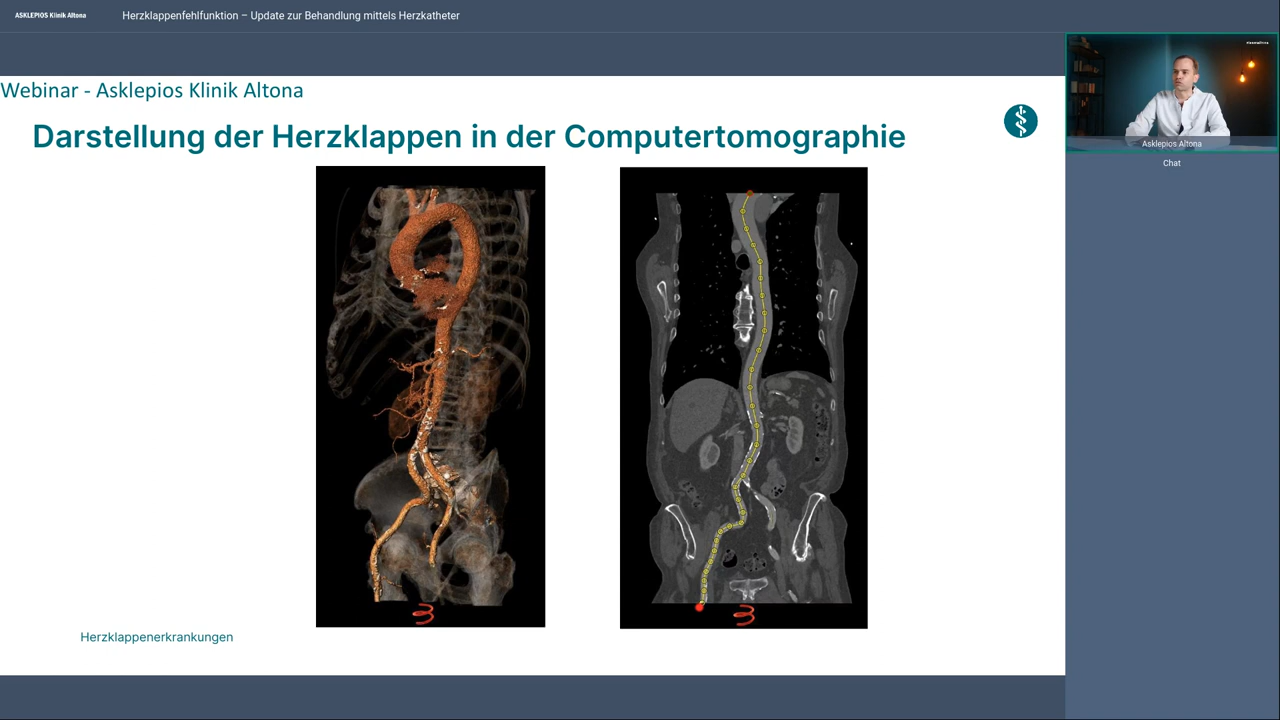 ASKLEPIOS Klinik Altona
Herzklappenfehlfunktion – Update zur Behandlung mittels Herzkatheter
Webinar - Asklepios Klinik Altona
Darstellung der Herzklappen in der Computertomographie
Asklepios Altona
Chat
Herzklappenerkrankungen